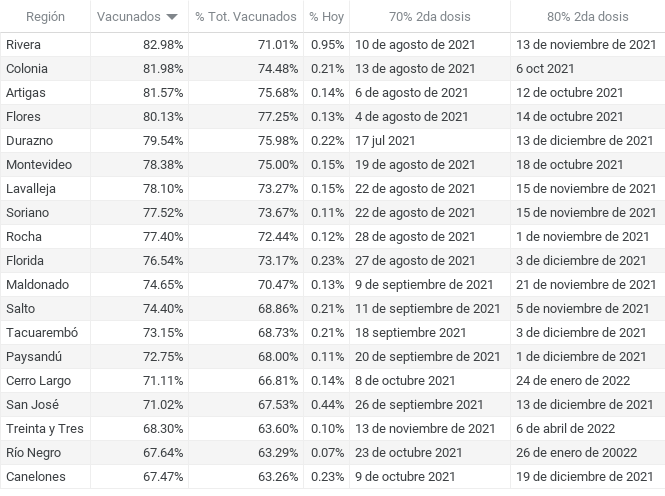 Región Vacunados % Tot. Vacunados % Hoy 70% 2da dosis 80% 2da dosis
Rivera 82.98% 71.01% 0.95% 10 de agosto de 2021 13 de noviembre de 2021
Colonia 81.98% 74.48% 0.21% 13 de agosto de 2021 6 oct 2021
Artigas 81.57% 75.68% 0.14% 6 de agosto de 2021 12 de octubre de 2021
Flores 80.13% 77.25% 0.13% 4 de agosto de 2021 14 de octubre 2021
Durazno 79.54% 75.98% 0.22% 17 jul 2021 13 de diciembre de 2021
Montevideo 78.38% 75.00% 0.15% 19 de agosto de 2021 18 de octubre 2021
Lavalleja 78.10% 73.27% 0.15% 22 de agosto de 2021 15 de noviembre de 2021
Soriano 77.52% 73.67% 0.11% 22 de agosto de 2021 15 de noviembre de 2021
Rocha 77.40% 72.44% 0.12% 28 de agosto de 2021 1 de noviembre de 2021
Florida 76.54% 73.17% 0.23% 27 de agosto de 2021 3 de diciembre de 2021
Maldonado 74.65% 70.47% 0.13% 9 de septiembre de 2021 21 de noviembre de 2021
Salto 74.40% 68.86% 0.21% 11 de septiembre de 2021 5 de noviembre de 2021
Tacuarembó 73.15% 68.73% 0.21% 18 septiembre 2021 3 de diciembre de 2021
Paysandú 72.75% 68.00% 0.11% 20 de septiembre de 2021 1 de diciembre de 2021
Cerro Largo 71.11% 66.81% 0.14% 8 de octubre de 2021 24 de enero de 2022
San José 71.02% 67.53% 0.44% 26 de septiembre de 2021 13 de diciembre de 2021
Treinta y Tres 68.30% 63.60% 0.10% 13 de noviembre de 2021 6 de abril de 2022
Río Negro 67.64% 63.29% 0.07% 23 de octubre de 2021 26 de enero de 20022
Canelones 67.47% 63.26% 0.23% 9 de octubre de 2021 19 de diciembre de 2021